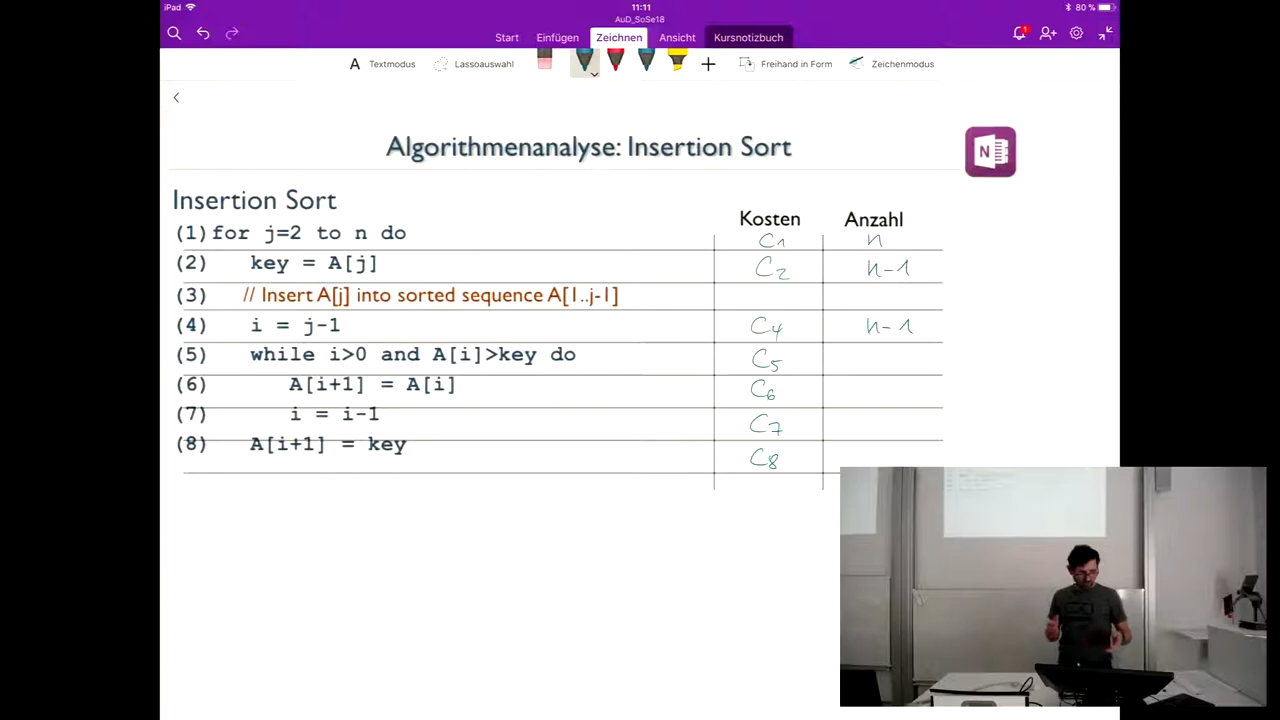 iPad 11:11 80 %
AuD_SoSe18
Start Einfügen Zeichnen Ansicht Kursnotizbuch 1
A Textmodus Lassoauswahl Freihand in Form Zeichenmodus
Algorithmenanalyse: Insertion Sort
N
Insertion Sort
Kosten Anzahl
(1) for j=2 to n do C1 n
(2) key = A[j] C2 n-1
(3) // Insert A[j] into sorted sequence A[1..j-1]
(4) i = j-1 C4 n-1
(5) while i>0 and A[i]>key do C5
(6) A[i+1] = A[i] C6
(7) i = i-1 C7
(8) A[i+1] = key C8